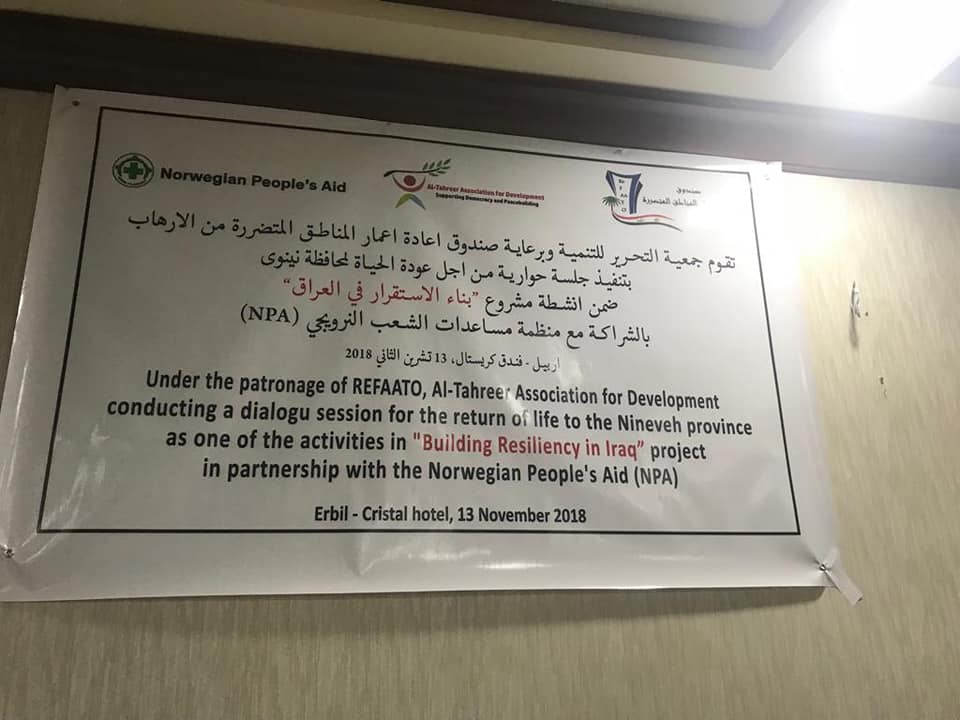 Norwegian People's Aid
Al-Tahreer Association for Development
Supporting Democracy and Peacebuilding
صندوق
المناطق المتضررة
تقوم جمعية التحرير للتنمية وبرعاية صندوق اعادة اعمار المناطق المتضررة من الارهاب
بتنفيذ جلسة حوارية من اجل عودة الحياة لمحافظة نينوى
ضمن انشطة مشروع "بناء الاستقرار في العراق"
بالشراكة مع منظمة مساعدات الشعب النرويجي (NPA)
اربيل - فندق كريستال، 13 تشرين الثاني 2018
Under the patronage of REFAATO, Al-Tahreer Association for Development
conducting a dialogu session for the return of life to the Nineveh province
as one of the activities in "Building Resiliency in Iraq” project
in partnership with the Norwegian People's Aid (NPA)
Erbil - Cristal hotel, 13 November 2018